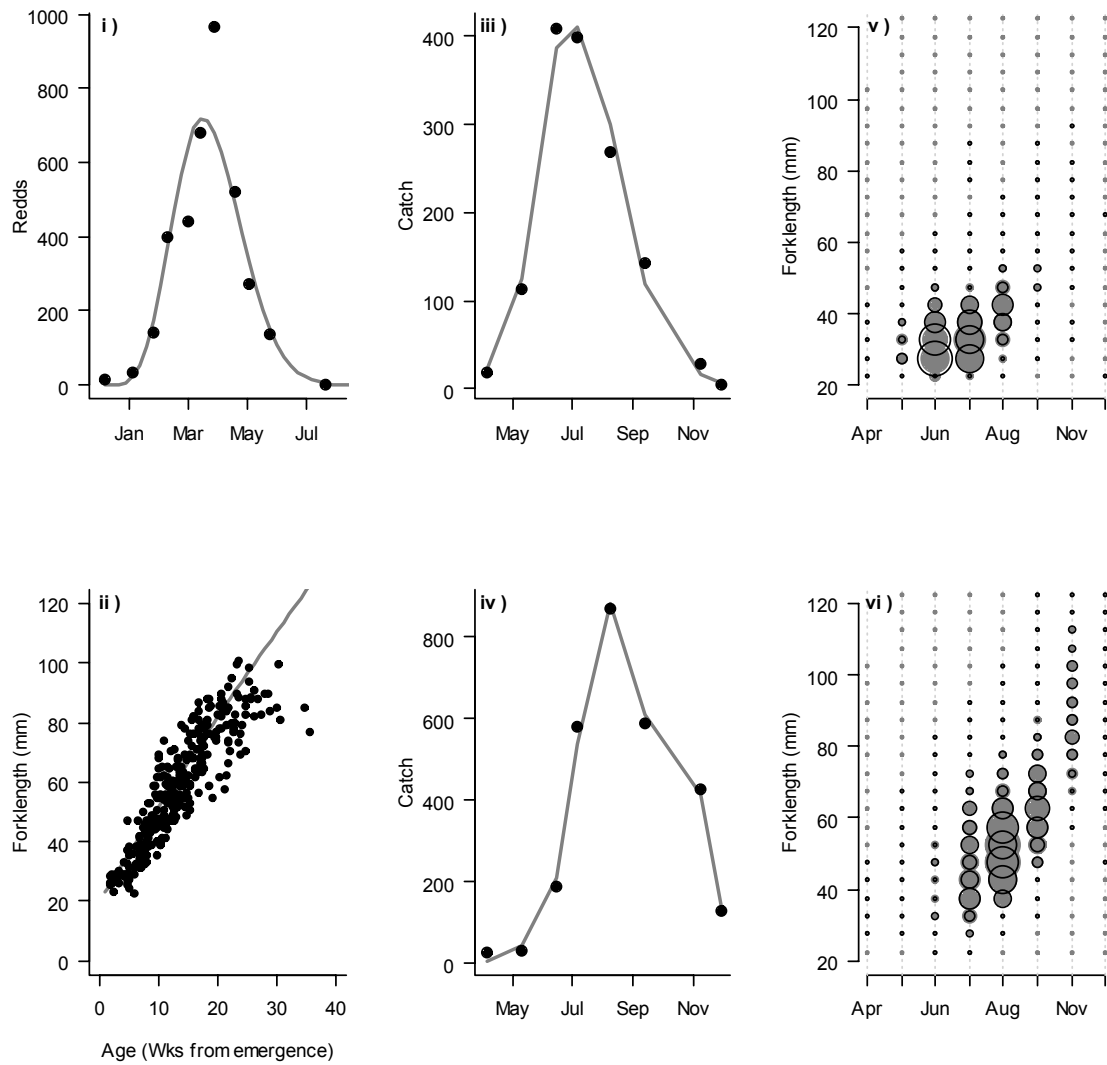 i )
Redds
1000
800
600
400
200
0
Jan Mar May Jul
iii )
Catch
400
300
200
100
0
May Jul Sep Nov
v )
Forklength (mm)
120
100
80
60
40
20
Apr Jun Aug Nov
ii )
Forklength (mm)
120
100
80
60
40
20
0
0 10 20 30 40
Age (Wks from emergence)
iv )
Catch
800
600
400
200
0
May Jul Sep Nov
vi )
Forklength (mm)
120
100
80
60
40
20
Apr Jun Aug Nov